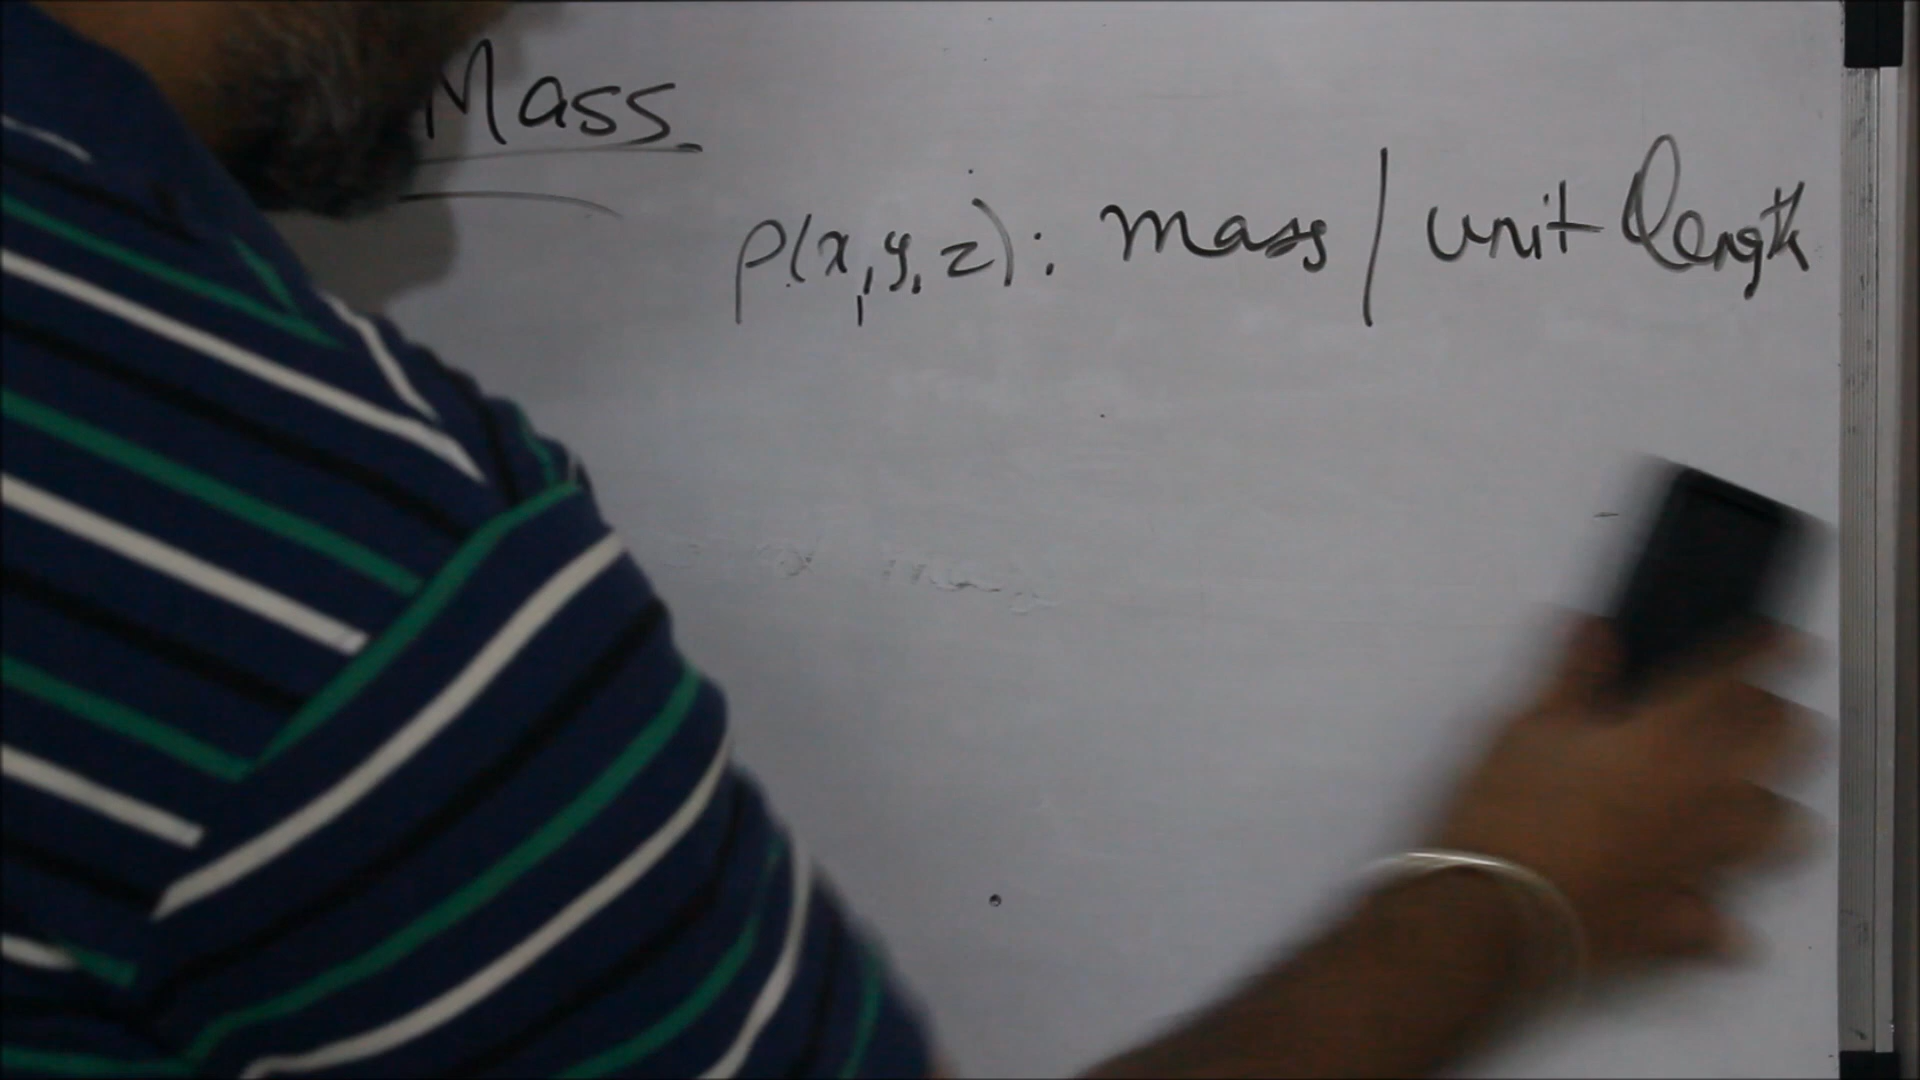 Mass
ρ(x, y, z): mass / unit length